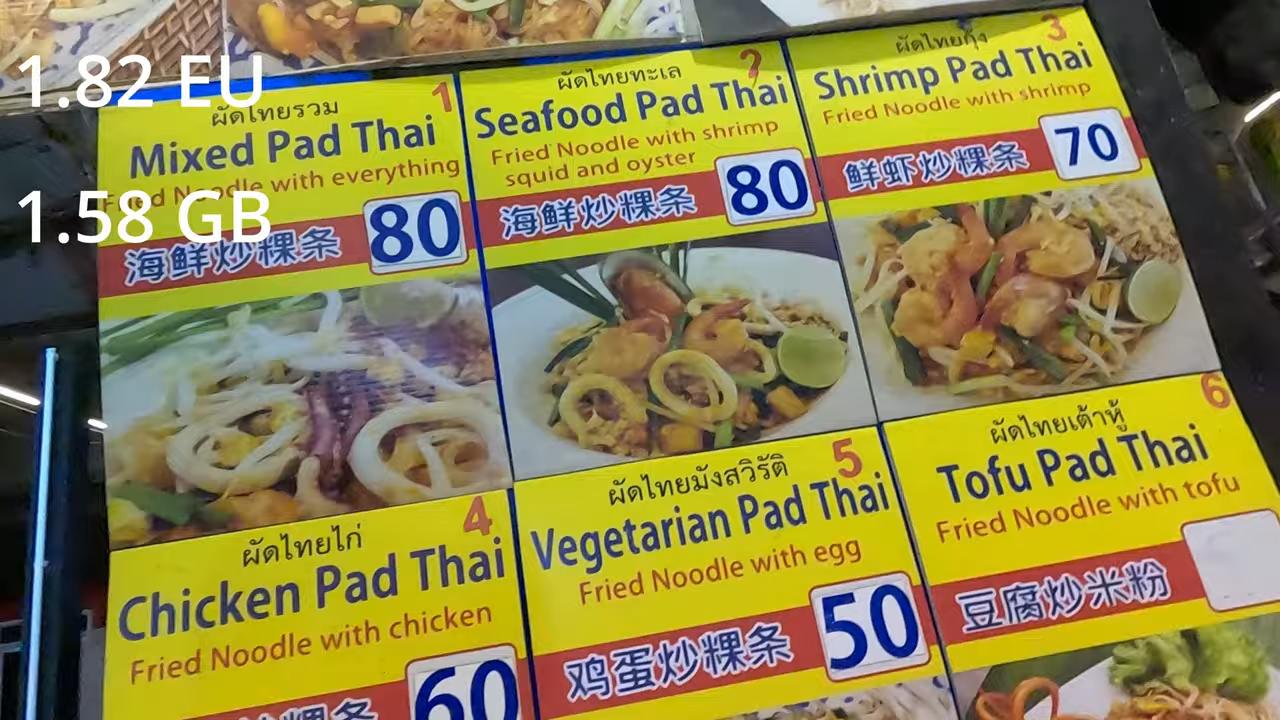 1.82 EU
1.58 GB
1
ผัดไทยรวม
Mixed Pad Thai
Fried Noodle with everything
海鲜炒粿条
80
2
ผัดไทยทะเล
Seafood Pad Thai
Fried Noodle with shrimp
squid and oyster
海鲜炒粿条
80
3
ผัดไทยกุ้ง
Shrimp Pad Thai
Fried Noodle with shrimp
鲜虾炒粿条
70
4
ผัดไทยไก่
Chicken Pad Thai
Fried Noodle with chicken
炒粿条
60
5
ผัดไทยมังสวิรัติ
Vegetarian Pad Thai
Fried Noodle with egg
鸡蛋炒粿条
50
6
ผัดไทยเต้าหู้
Tofu Pad Thai
Fried Noodle with tofu
豆腐炒米粉